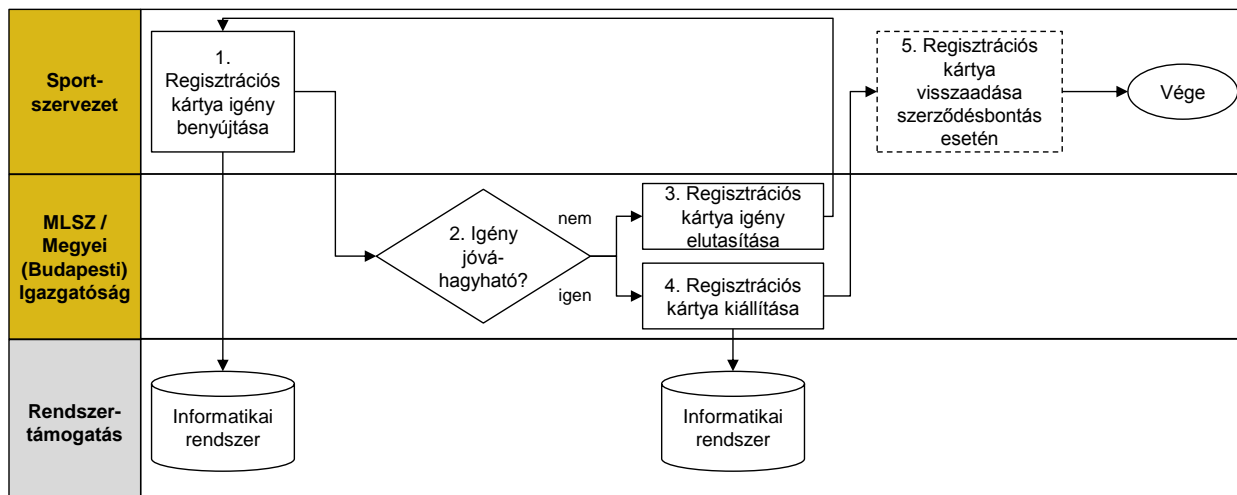 Sport-
szervezet
1.
Regisztrációs
kártya igény
benyújtása
5. Regisztrációs
kártya
visszaadása
szerződésbontás
esetén
Vége
MLSZ /
Megyei
(Budapesti)
Igazgatóság
2. Igény
jóvá-
hagyható?
nem
igen
3. Regisztrációs
kártya igény
elutasítása
4. Regisztrációs
kártya kiállítása
Rendszer-
támogatás
Informatikai
rendszer
Informatikai
rendszer